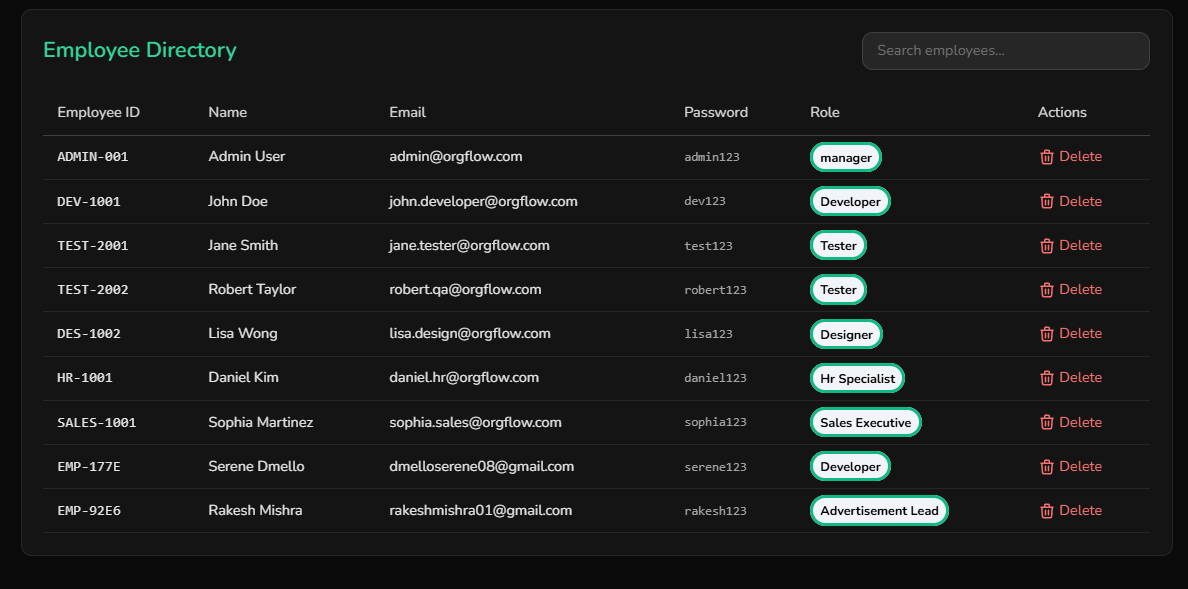 Employee Directory
Search employees...
Employee ID Name Email Password Role Actions
ADMIN-001 Admin User admin@orgflow.com admin123 manager Delete
DEV-1001 John Doe john.developer@orgflow.com dev123 Developer Delete
TEST-2001 Jane Smith jane.tester@orgflow.com test123 Tester Delete
TEST-2002 Robert Taylor robert.qa@orgflow.com robert123 Tester Delete
DES-1002 Lisa Wong lisa.design@orgflow.com lisa123 Designer Delete
HR-1001 Daniel Kim daniel.hr@orgflow.com daniel123 Hr Specialist Delete
SALES-1001 Sophia Martinez sophia.sales@orgflow.com sophia123 Sales Executive Delete
EMP-177E Serene Dmello dmelloserene08@gmail.com serene123 Developer Delete
EMP-92E6 Rakesh Mishra rakeshmishra01@gmail.com rakesh123 Advertisement Lead Delete